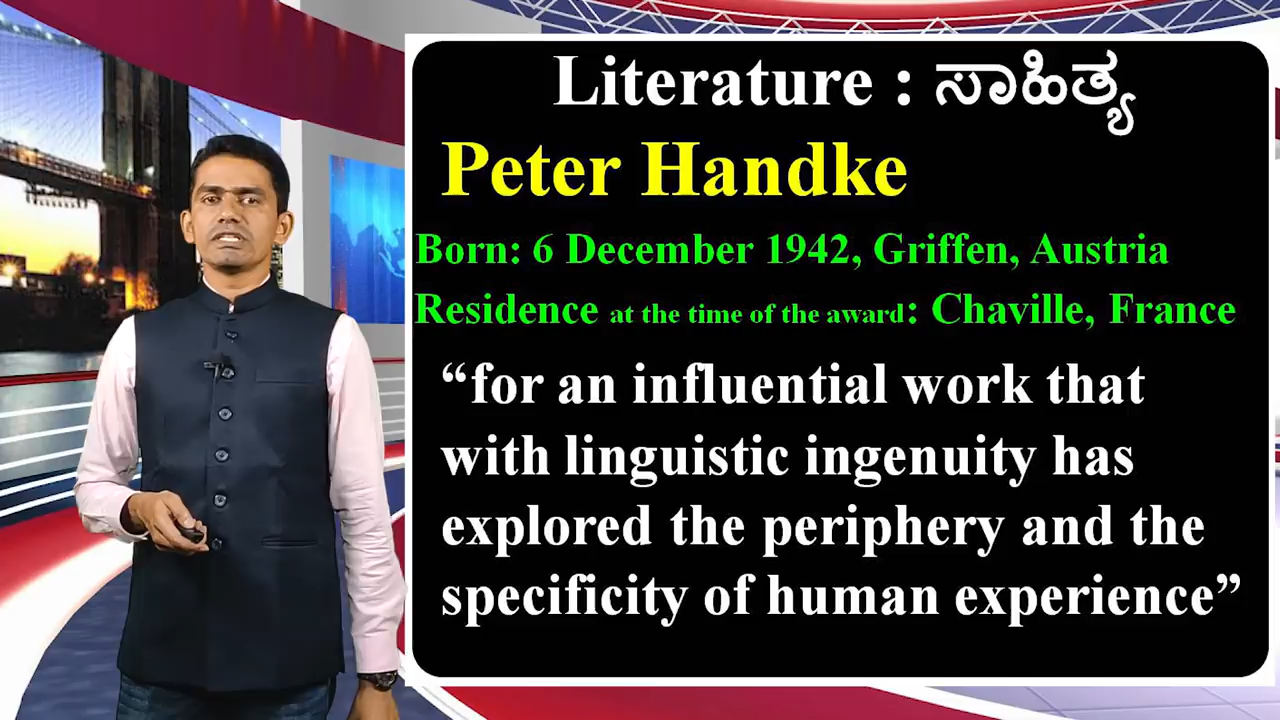 Literature : ಸಾಹಿತ್ಯ
Peter Handke
Born: 6 December 1942, Griffen, Austria
Residence at the time of the award: Chaville, France
“for an influential work that
with linguistic ingenuity has
explored the periphery and the
specificity of human experience”